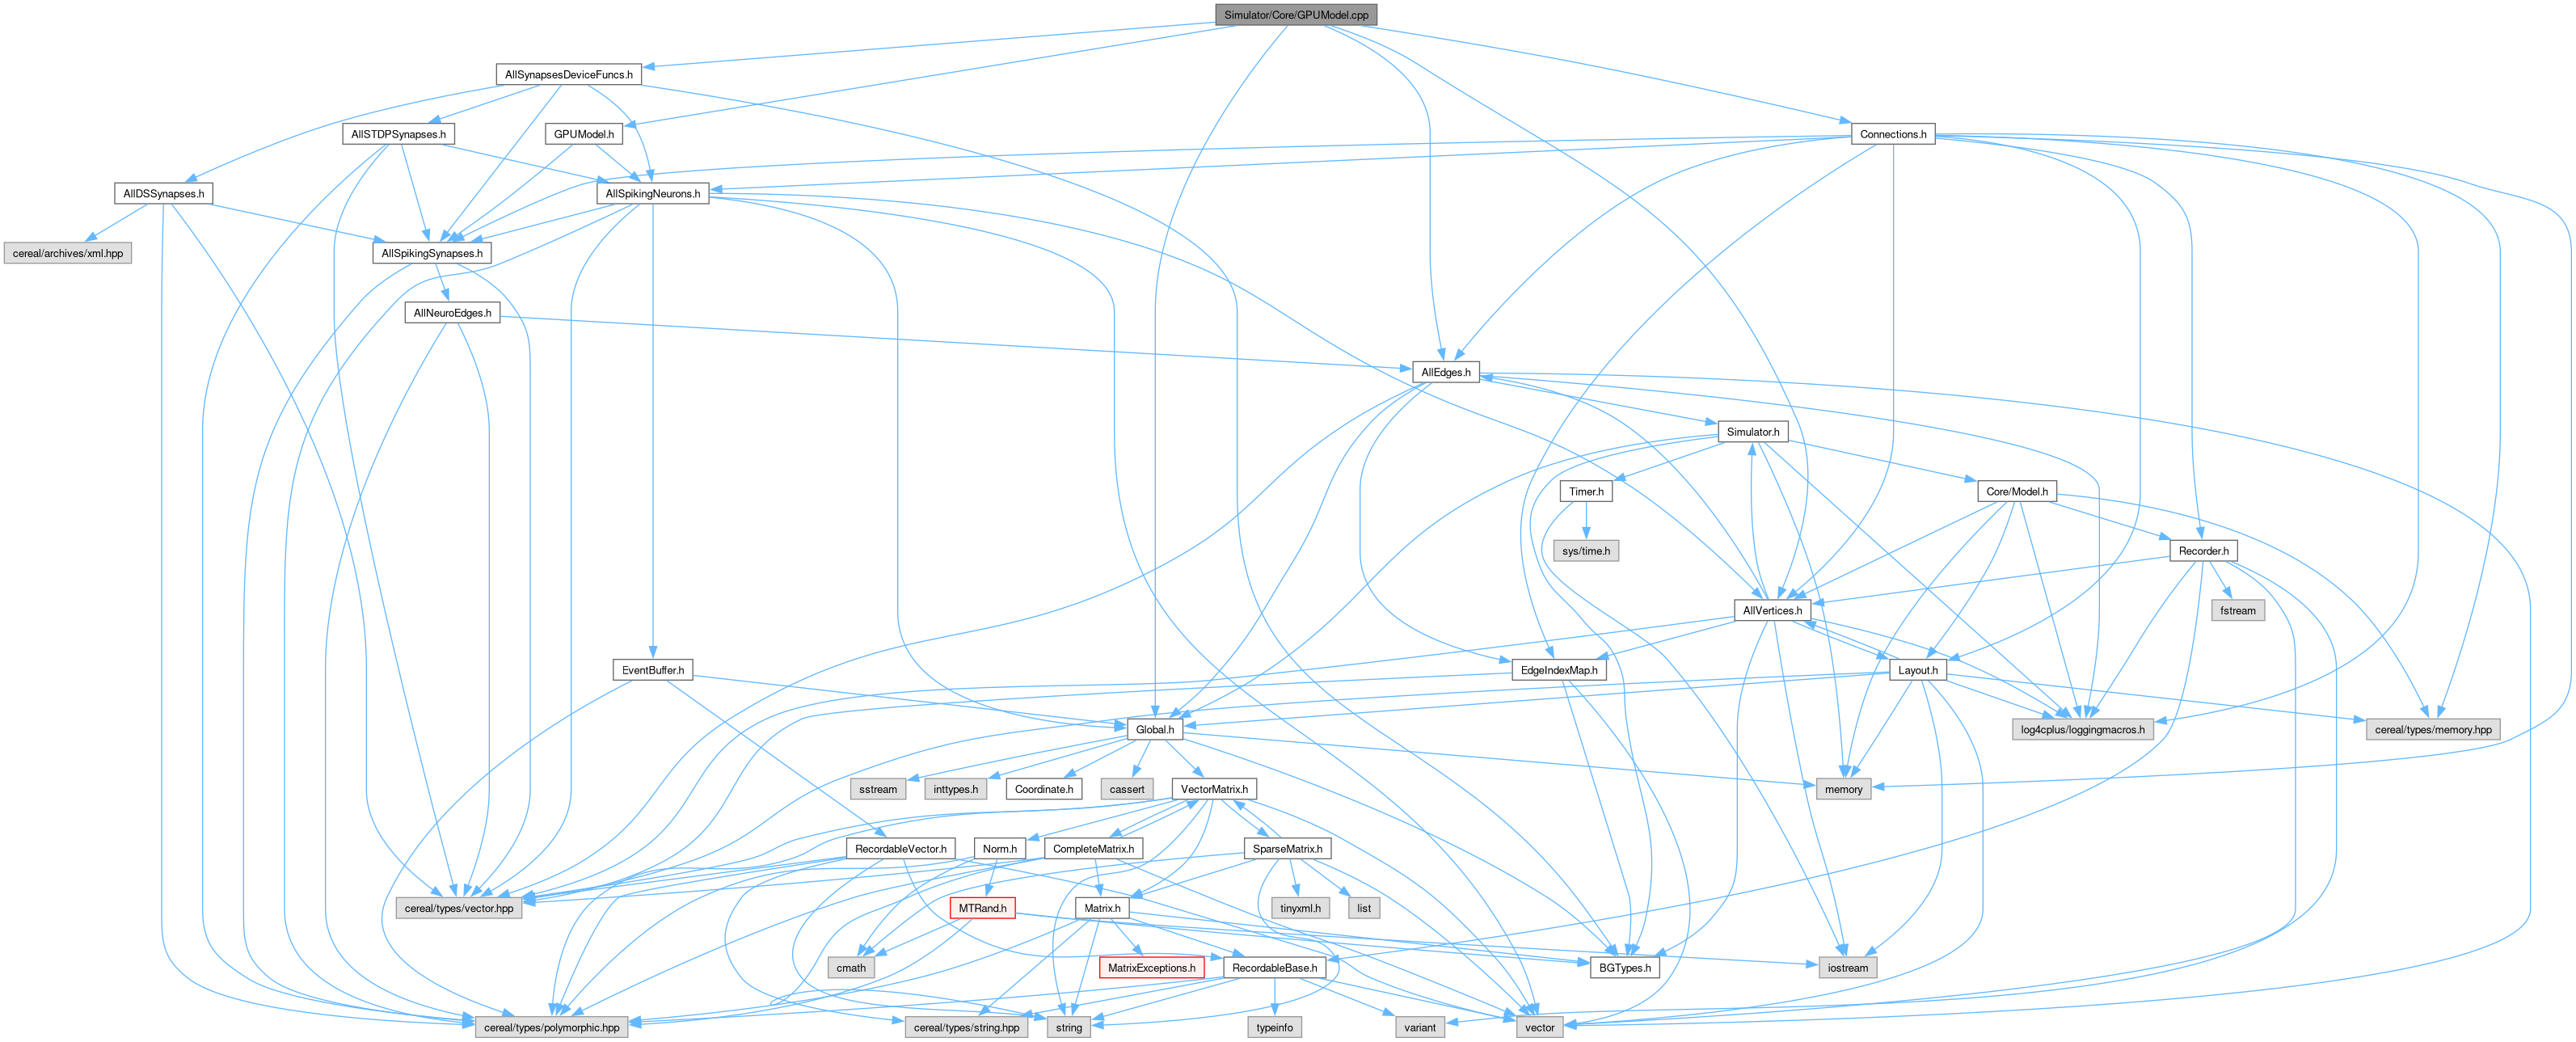 Simulator/Core/GPUModel.cpp
AllSynapsesDeviceFuncs.h
AllSTDPSynapses.h
GPUModel.h
Connections.h
AllDSSynapses.h
AllSpikingNeurons.h
cereal/archives/xml.hpp
AllSpikingSynapses.h
AllNeuroEdges.h
AllEdges.h
Simulator.h
Timer.h
Core/Model.h
sys/time.h
Recorder.h
AllVertices.h
fstream
EventBuffer.h
EdgeIndexMap.h
Layout.h
Global.h
log4cplus/loggingmacros.h
cereal/types/memory.hpp
sstream
inttypes.h
Coordinate.h
cassert
VectorMatrix.h
memory
RecordableVector.h
Norm.h
CompleteMatrix.h
SparseMatrix.h
cereal/types/vector.hpp
MTRand.h
Matrix.h
tinyxml.h
list
cmath
MatrixExceptions.h
RecordableBase.h
BGTypes.h
iostream
cereal/types/polymorphic.hpp
cereal/types/string.hpp
string
typeinfo
variant
vector